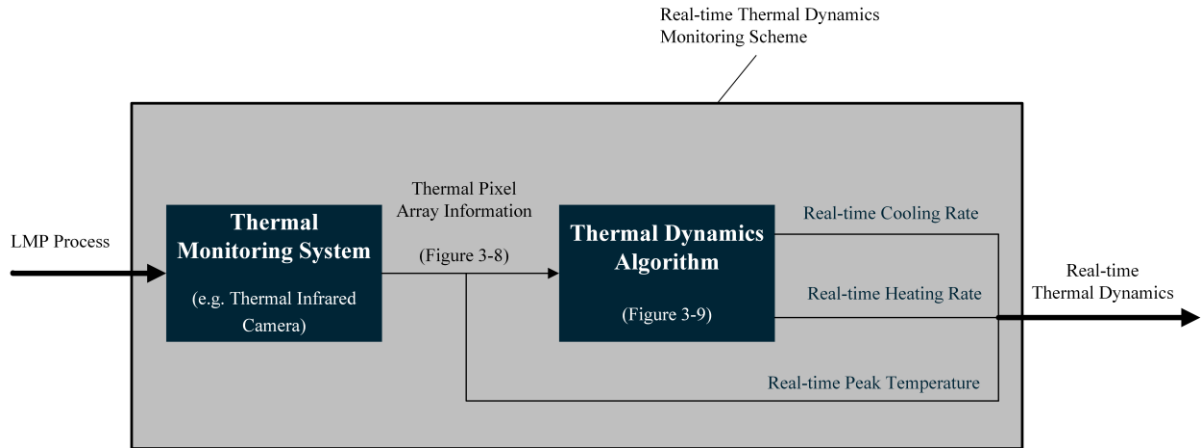 Real-time Thermal Dynamics
Monitoring Scheme
LMP Process
Thermal
Monitoring System
(e.g. Thermal Infrared
Camera)
Thermal Pixel
Array Information
(Figure 3-8)
Thermal Dynamics
Algorithm
(Figure 3-9)
Real-time Cooling Rate
Real-time Heating Rate
Real-time Peak Temperature
Real-time
Thermal Dynamics